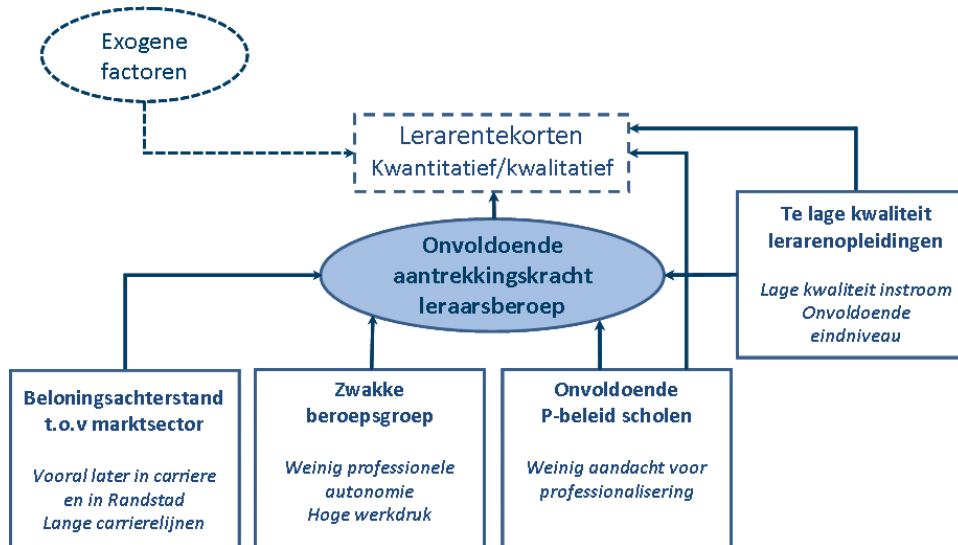 Exogene
factoren
Lerarentekorten
Kwantitatief/kwalitatief
Te lage kwaliteit
lerarenopleidingen
Lage kwaliteit instroom
Onvoldoende
eindniveau
Onvoldoende
aantrekkingskracht
leraarsberoep
Beloningsachterstand
t.o.v marktsector
Vooral later in carriere
en in Randstad
Lange carrierelijnen
Zwakke
beroepsgroep
Weinig professionele
autonomie
Hoge werkdruk
Onvoldoende
P-beleid scholen
Weinig aandacht voor
professionalisering